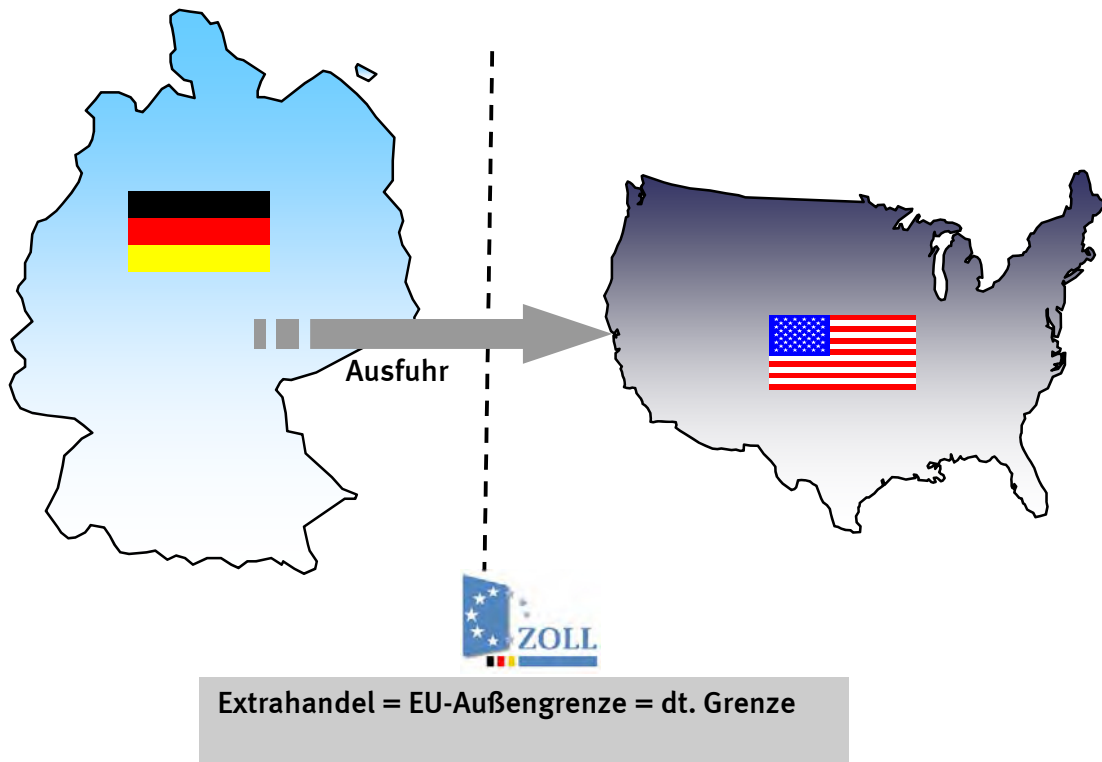 Ausfuhr
ZOLL
Extrahandel = EU-Außengrenze = dt. Grenze